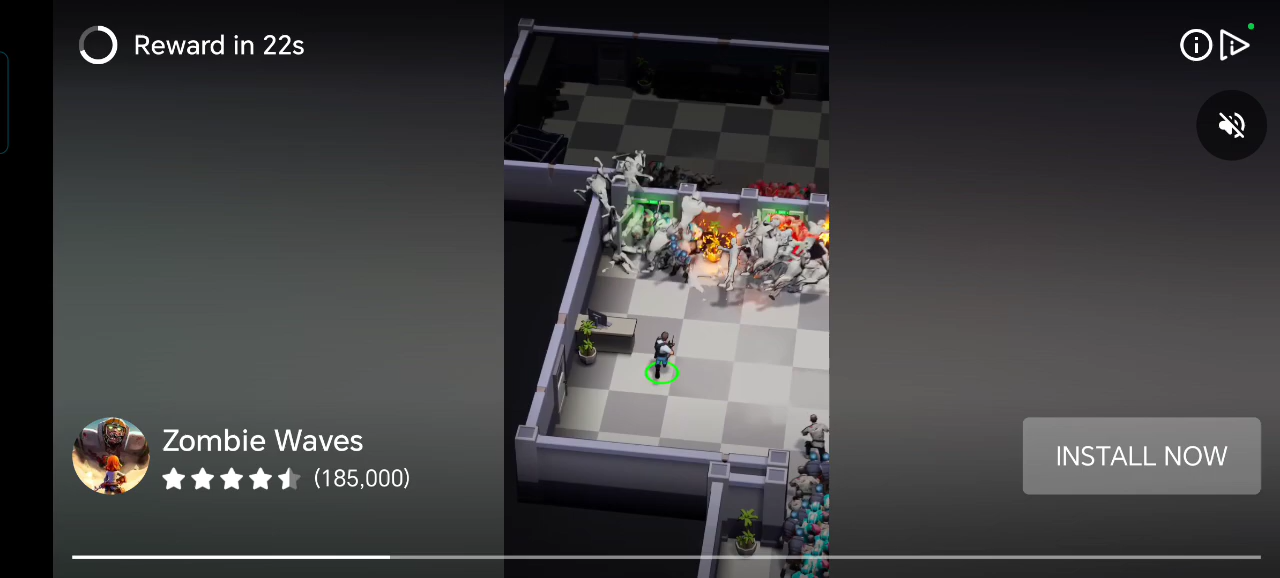 Reward in 22s
Zombie Waves
(185,000)
INSTALL NOW